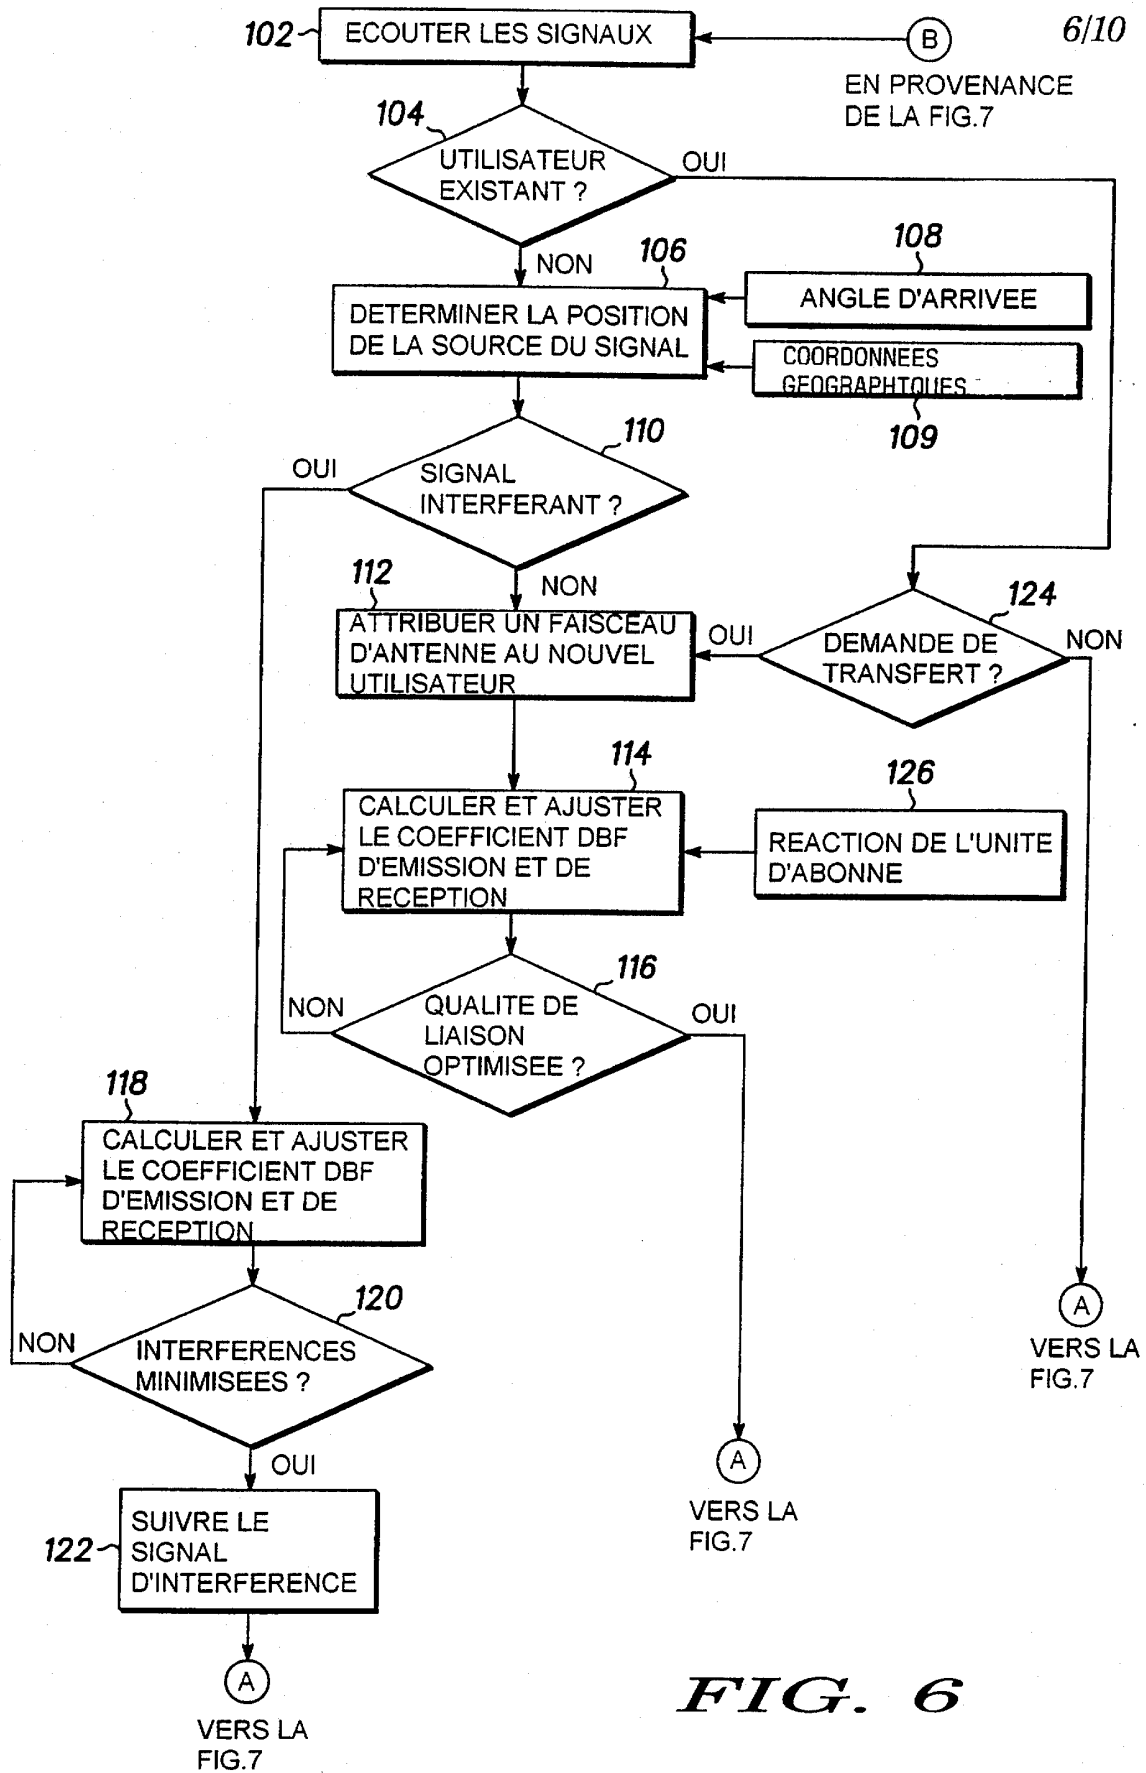 6/10
102
ECOUTER LES SIGNAUX
B
EN PROVENANCE
DE LA FIG.7
104
UTILISATEUR
EXISTANT ?
OUI
NON
106
DETERMINER LA POSITION
DE LA SOURCE DU SIGNAL
108
ANGLE D'ARRIVEE
COORDONNEES
GEOGRAPHIQUES
109
110
OUI
SIGNAL
INTERFERANT ?
NON
112
ATTRIBUER UN FAISCEAU
D'ANTENNE AU NOUVEL
UTILISATEUR
OUI
124
DEMANDE DE
TRANSFERT ?
NON
114
CALCULER ET AJUSTER
LE COEFFICIENT DBF
D'EMISSION ET DE
RECEPTION
126
REACTION DE L'UNITE
D'ABONNE
116
NON
QUALITE DE
LIAISON
OPTIMISEE ?
OUI
118
CALCULER ET AJUSTER
LE COEFFICIENT DBF
D'EMISSION ET DE
RECEPTION
120
NON
INTERFERENCES
MINIMISEES ?
OUI
A
VERS LA
FIG.7
A
VERS LA
FIG.7
122
SUIVRE LE
SIGNAL
D'INTERFERENCE
A
VERS LA
FIG.7
FIG. 6